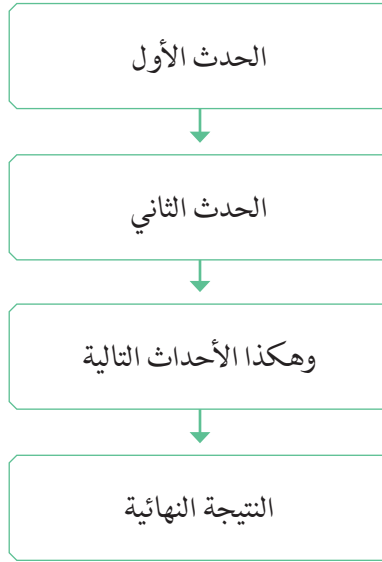 الحدث الأول
الحدث الثاني
وهكذا الأحداث التالية
النتيجة النهائية